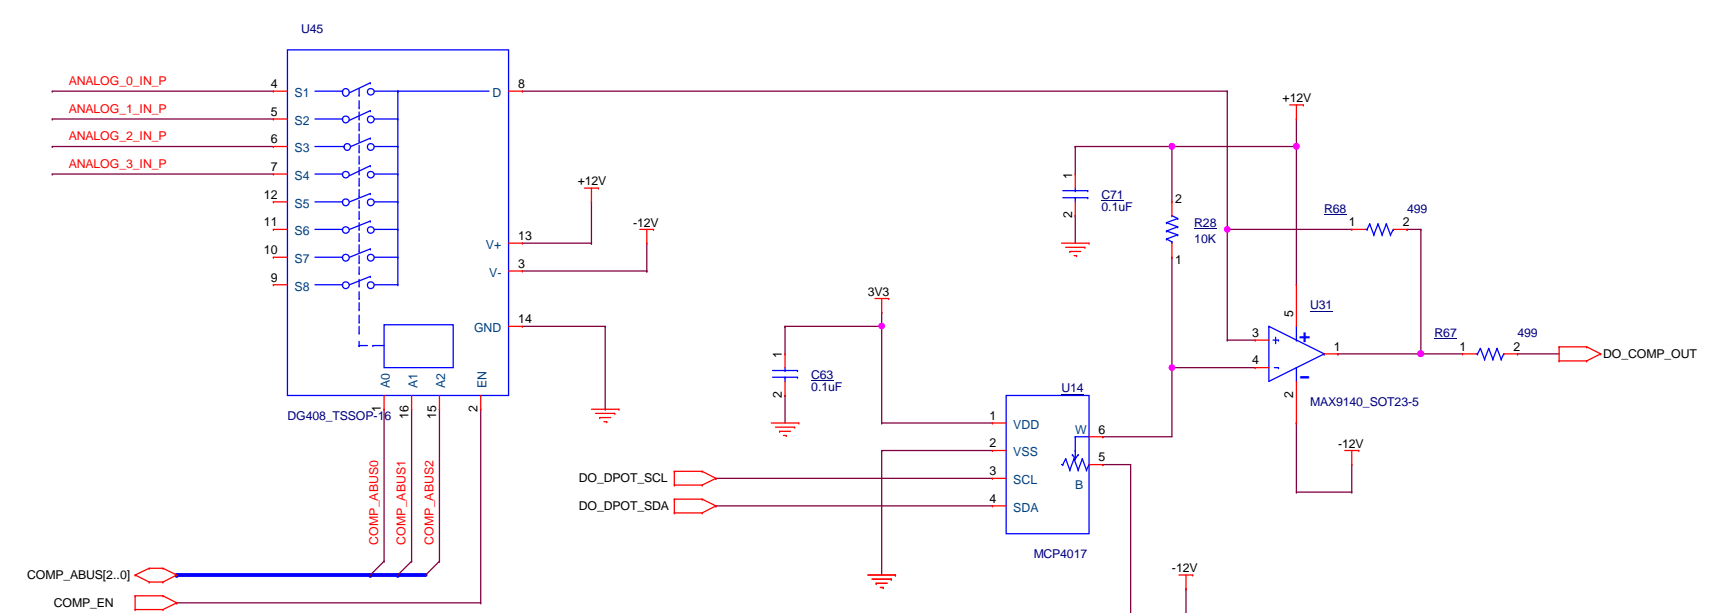 U45
ANALOG_0_IN_P
4
S1
D
8
ANALOG_1_IN_P
5
S2
ANALOG_2_IN_P
6
S3
ANALOG_3_IN_P
7
S4
12
S5
11
S6
10
S7
9
S8
+12V
-12V
V+
13
V-
3
GND
14
A0
A1
A2
EN
1
16
15
2
DG408_TSSOP-16
COMP_ABUS0
COMP_ABUS1
COMP_ABUS2
COMP_ABUS[2..0]
COMP_EN
+12V
1
C71
0.1uF
2
2
R28
10K
1
R68
499
1
2
3V3
1
C63
0.1uF
2
U31
5
3
+
+
4
-
-
1
2
MAX9140_SOT23-5
R67
499
1
2
DO_COMP_OUT
-12V
U14
1
VDD
2
VSS
3
SCL
4
SDA
W
6
5
B
DO_DPOT_SCL
DO_DPOT_SDA
MCP4017
-12V